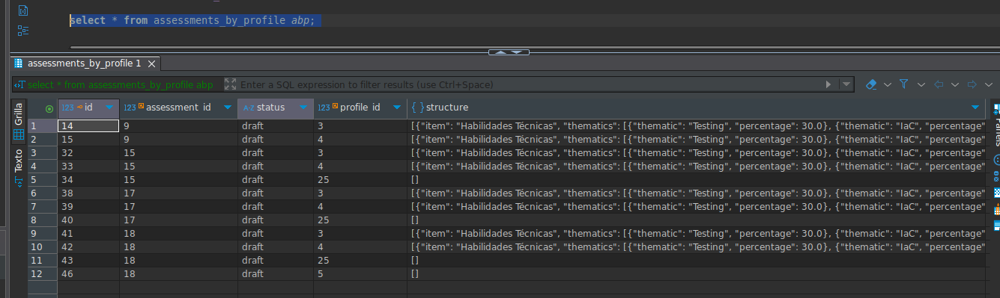 select * from assessments_by_profile abp;
assessments_by_profile 1
select * from assessments_by_profile abp Enter a SQL expression to filter results (use Ctrl+Space)
Grilla
Texto
123 id 123 assessment_id A-Z status 123 profile_id {} structure
1 14 9 draft 3 [{"item": "Habilidades Técnicas", "thematics": [{"thematic": "Testing", "percentage": 30.0}, {"thematic": "IaC", "percentage"
2 15 9 draft 4 [{"item": "Habilidades Técnicas", "thematics": [{"thematic": "Testing", "percentage": 30.0}, {"thematic": "IaC", "percentage"
3 32 15 draft 3 [{"item": "Habilidades Técnicas", "thematics": [{"thematic": "Testing", "percentage": 30.0}, {"thematic": "IaC", "percentage"
4 33 15 draft 4 [{"item": "Habilidades Técnicas", "thematics": [{"thematic": "Testing", "percentage": 30.0}, {"thematic": "IaC", "percentage"
5 34 15 draft 25 []
6 38 17 draft 3 [{"item": "Habilidades Técnicas", "thematics": [{"thematic": "Testing", "percentage": 30.0}, {"thematic": "IaC", "percentage"
7 39 17 draft 4 [{"item": "Habilidades Técnicas", "thematics": [{"thematic": "Testing", "percentage": 30.0}, {"thematic": "IaC", "percentage"
8 40 17 draft 25 []
9 41 18 draft 3 [{"item": "Habilidades Técnicas", "thematics": [{"thematic": "Testing", "percentage": 30.0}, {"thematic": "IaC", "percentage"
10 42 18 draft 4 [{"item": "Habilidades Técnicas", "thematics": [{"thematic": "Testing", "percentage": 30.0}, {"thematic": "IaC", "percentage"
11 43 18 draft 25 []
12 46 18 draft 5 []